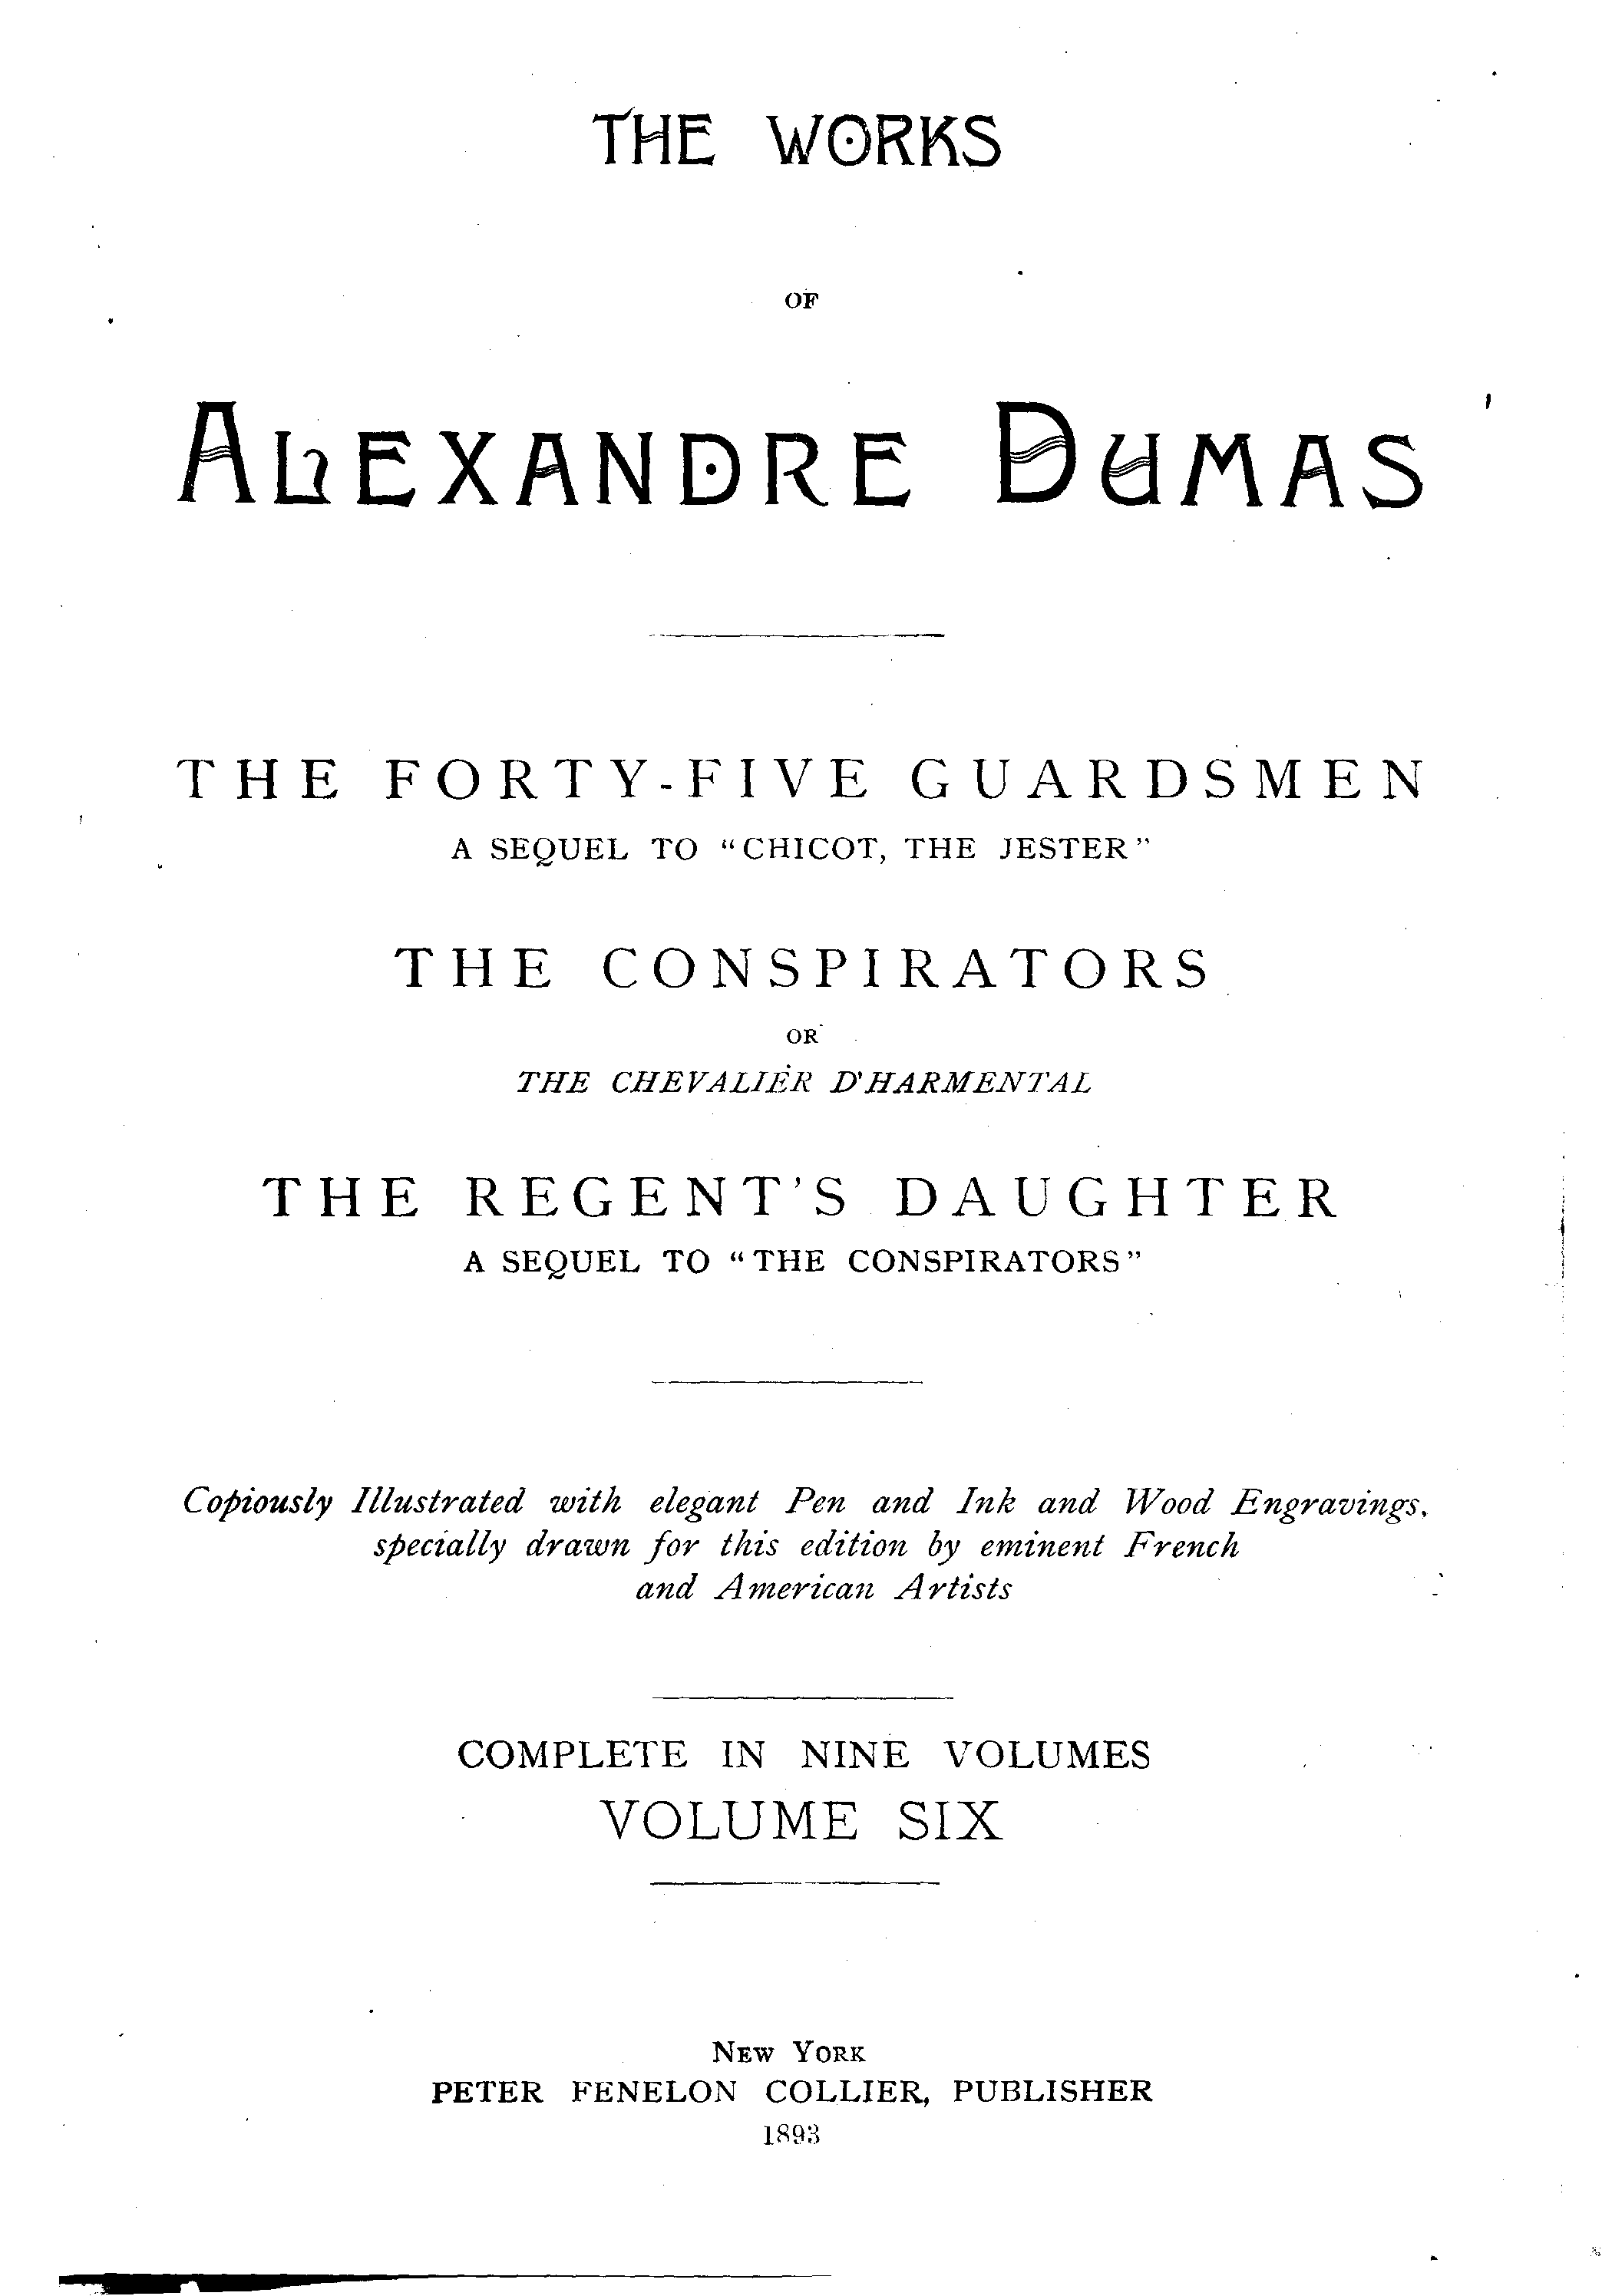 THE WORKS
OF
ALEXANDRE DUMAS
THE FORTY-FIVE GUARDSMEN
A SEQUEL TO “CHICOT, THE JESTER”
THE CONSPIRATORS
OR
THE CHEVALIER D'HARMENTAL
THE REGENT'S DAUGHTER
A SEQUEL TO “THE CONSPIRATORS”
Copiously Illustrated with elegant Pen and Ink and Wood Engravings,
specially drawn for this edition by eminent French
and American Artists
COMPLETE IN NINE VOLUMES
VOLUME SIX
NEW YORK
PETER FENELON COLLIER, PUBLISHER
1893